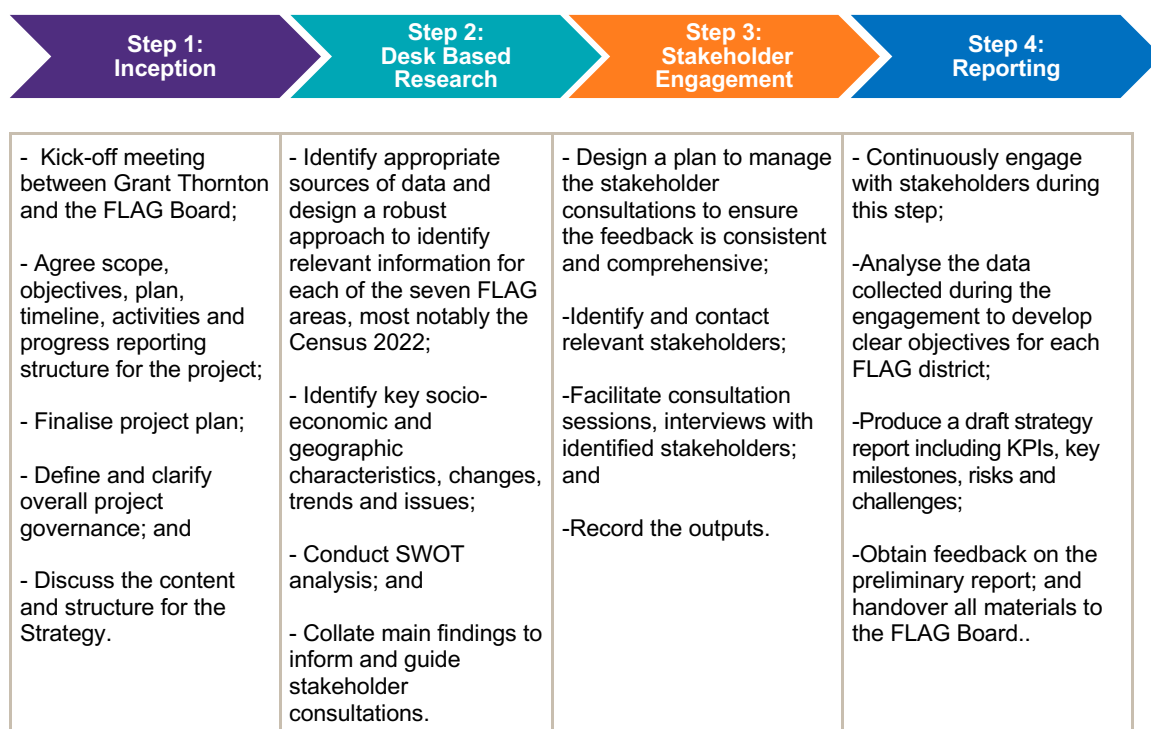 Step 1:
Inception
Step 2:
Desk Based
Research
Step 3:
Stakeholder
Engagement
Step 4:
Reporting
- Kick-off meeting
between Grant Thornton
and the FLAG Board;
- Agree scope,
objectives, plan,
timeline, activities and
progress reporting
structure for the project;
- Finalise project plan;
- Define and clarify
overall project
governance; and
- Discuss the content
and structure for the
Strategy.
- Identify appropriate
sources of data and
design a robust
approach to identify
relevant information for
each of the seven FLAG
areas, most notably the
Census 2022;
- Identify key socio-
economic and
geographic
characteristics, changes,
trends and issues;
- Conduct SWOT
analysis; and
- Collate main findings to
inform and guide
stakeholder
consultations.
- Design a plan to manage
the stakeholder
consultations to ensure
the feedback is consistent
and comprehensive;
-Identify and contact
relevant stakeholders;
-Facilitate consultation
sessions, interviews with
identified stakeholders;
and
-Record the outputs.
- Continuously engage
with stakeholders during
this step;
-Analyse the data
collected during the
engagement to develop
clear objectives for each
FLAG district;
-Produce a draft strategy
report including KPIs, key
milestones, risks and
challenges;
-Obtain feedback on the
preliminary report; and
handover all materials to
the FLAG Board..